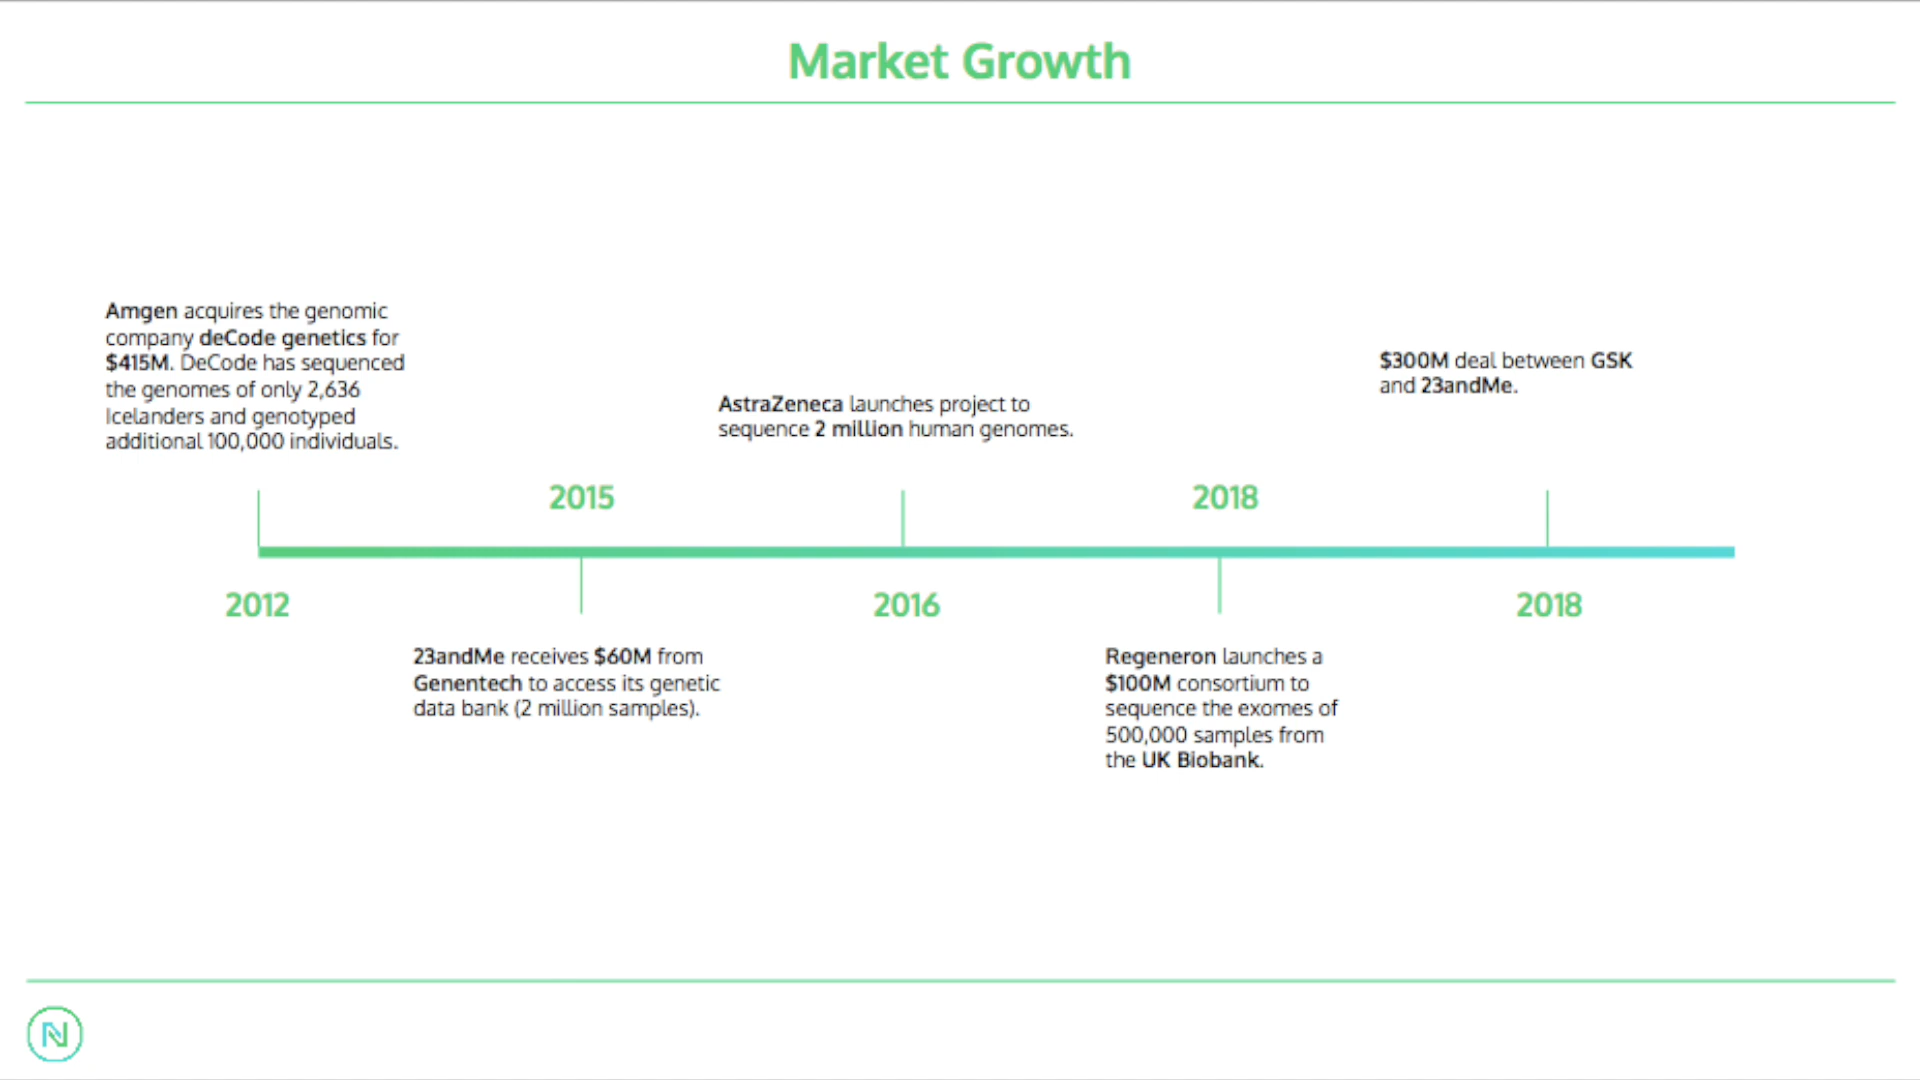 Market Growth
Amgen acquires the genomic
company deCode genetics for
$415M. DeCode has sequenced
the genomes of only 2,636
Icelanders and genotyped
additional 100,000 individuals.
2012
2015
23andMe receives $60M from
Genentech to access its genetic
data bank (2 million samples).
AstraZeneca launches project to
sequence 2 million human genomes.
2016
2018
Regeneron launches a
$100M consortium to
sequence the exomes of
500,000 samples from
the UK Biobank.
$300M deal between GSK
and 23andMe.
2018
N